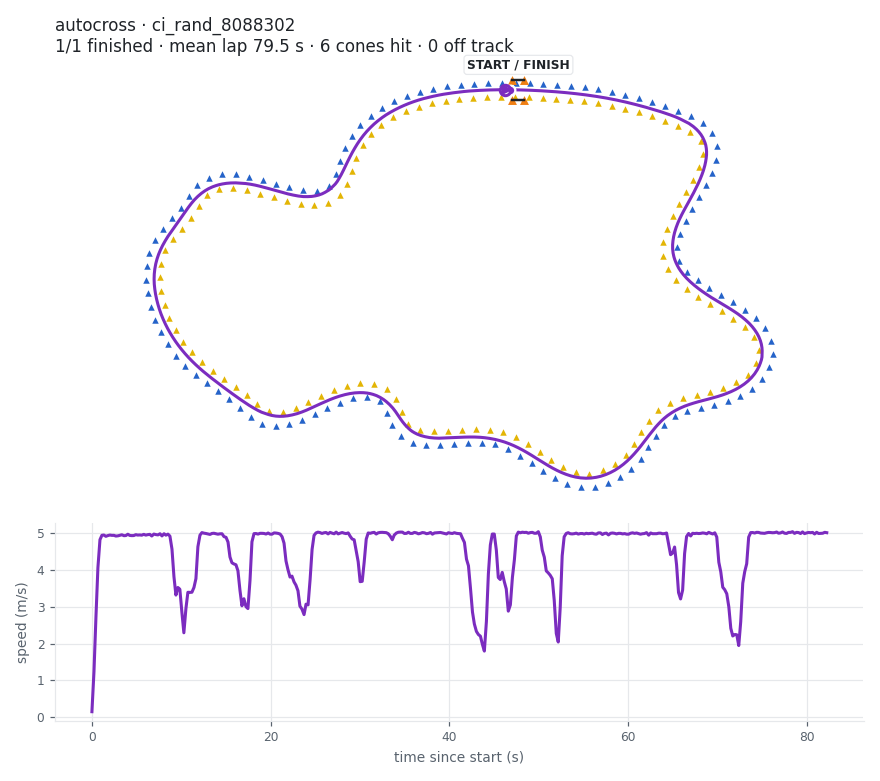 autocross · ci_rand_8088302
1/1 finished · mean lap 79.5 s · 6 cones hit · 0 off track
START / FINISH
5
4
3
2
1
0
speed (m/s)
0 20 40 60 80
time since start (s)